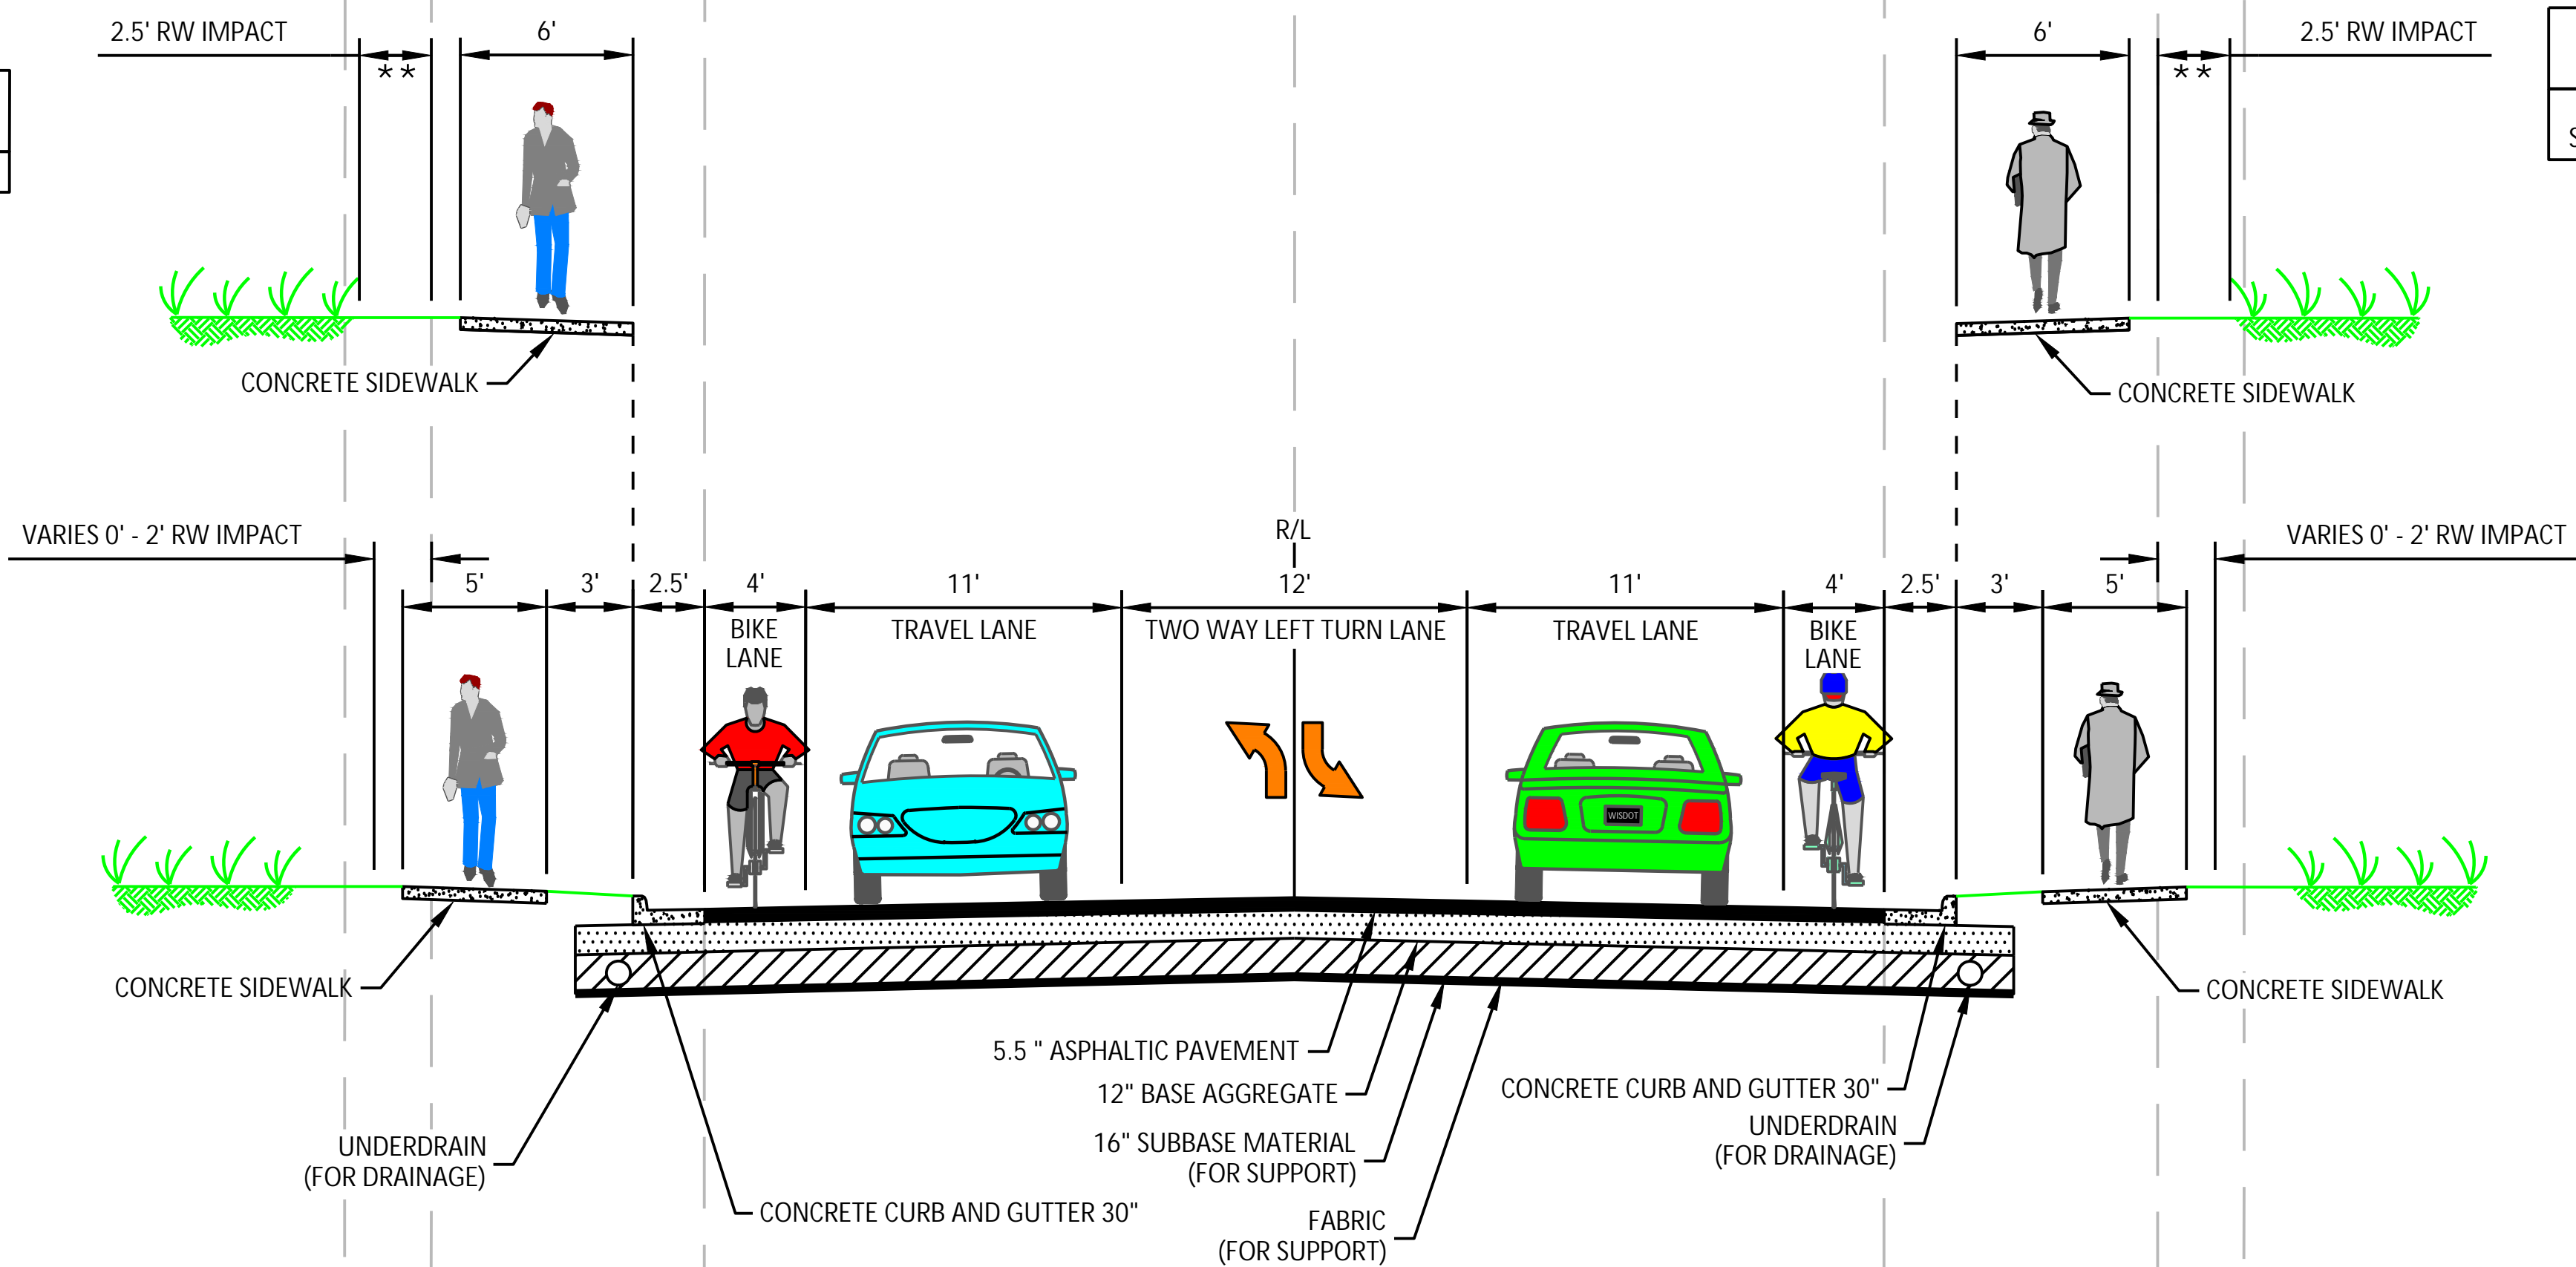 2.5' RW IMPACT
**
6'
6'
**
2.5' RW IMPACT
S
CONCRETE SIDEWALK
CONCRETE SIDEWALK
VARIES 0' - 2' RW IMPACT
R/L
VARIES 0' - 2' RW IMPACT
5'
3'
2.5'
4'
11'
12'
11'
4'
2.5'
3'
5'
BIKE
LANE
TRAVEL LANE
TWO WAY LEFT TURN LANE
TRAVEL LANE
BIKE
LANE
WISDOT
CONCRETE SIDEWALK
CONCRETE SIDEWALK
5.5 " ASPHALTIC PAVEMENT
12" BASE AGGREGATE
CONCRETE CURB AND GUTTER 30"
16" SUBBASE MATERIAL
(FOR SUPPORT)
UNDERDRAIN
(FOR DRAINAGE)
UNDERDRAIN
(FOR DRAINAGE)
CONCRETE CURB AND GUTTER 30"
FABRIC
(FOR SUPPORT)